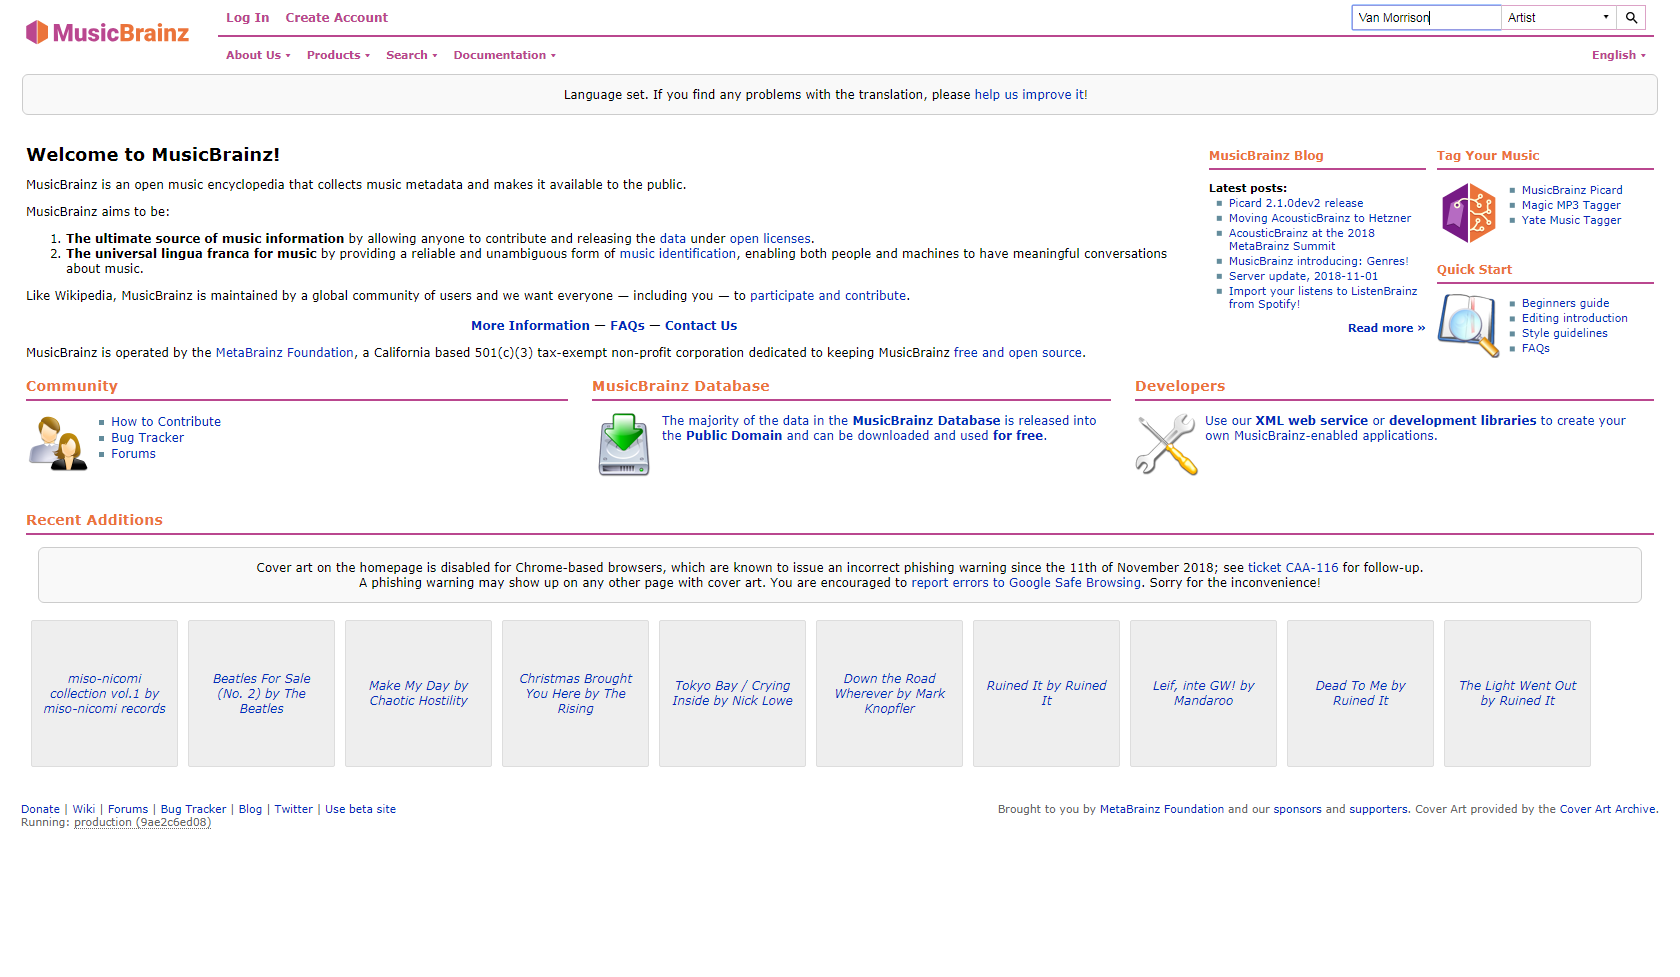 MusicBrainz
Log In Create Account
Van Morrison Artist
About Us Products Search Documentation English
Language set. If you find any problems with the translation, please help us improve it!
Welcome to MusicBrainz!
MusicBrainz is an open music encyclopedia that collects music metadata and makes it available to the public.
MusicBrainz aims to be:
1. The ultimate source of music information by allowing anyone to contribute and releasing the data under open licenses.
2. The universal lingua franca for music by providing a reliable and unambiguous form of music identification, enabling both people and machines to have meaningful conversations
about music.
Like Wikipedia, MusicBrainz is maintained by a global community of users and we want everyone — including you — to participate and contribute.
More Information — FAQs — Contact Us
MusicBrainz is operated by the MetaBrainz Foundation, a California based 501(c)(3) tax-exempt non-profit corporation dedicated to keeping MusicBrainz free and open source.
MusicBrainz Blog
Latest posts:
Picard 2.1.0dev2 release
Moving AcousticBrainz to Hetzner
AcousticBrainz at the 2018
MetaBrainz Summit
MusicBrainz introducing: Genres!
Server update, 2018-11-01
Import your listens to ListenBrainz
from Spotify!
Read more »
Tag Your Music
MusicBrainz Picard
Magic MP3 Tagger
Yate Music Tagger
Quick Start
Beginners guide
Editing introduction
Style guidelines
FAQs
Community
How to Contribute
Bug Tracker
Forums
MusicBrainz Database
The majority of the data in the MusicBrainz Database is released into
the Public Domain and can be downloaded and used for free.
Developers
Use our XML web service or development libraries to create your
own MusicBrainz-enabled applications.
Recent Additions
Cover art on the homepage is disabled for Chrome-based browsers, which are known to issue an incorrect phishing warning since the 11th of November 2018; see ticket CAA-116 for follow-up.
A phishing warning may show up on any other page with cover art. You are encouraged to report errors to Google Safe Browsing. Sorry for the inconvenience!
miso-nicomi
collection vol.1 by
miso-nicomi records
Beatles For Sale
(No. 2) by The
Beatles
Make My Day by
Chaotic Hostility
Christmas Brought
You Here by The
Rising
Tokyo Bay / Crying
Inside by Nick Lowe
Down the Road
Wherever by Mark
Knopfler
Ruined It by Ruined
It
Leif, inte GW! by
Mandaroo
Dead To Me by
Ruined It
The Light Went Out
by Ruined It
Donate | Wiki | Forums | Bug Tracker | Blog | Twitter | Use beta site
Running: production (9ae2c6ed08)
Brought to you by MetaBrainz Foundation and our sponsors and supporters. Cover Art provided by the Cover Art Archive.